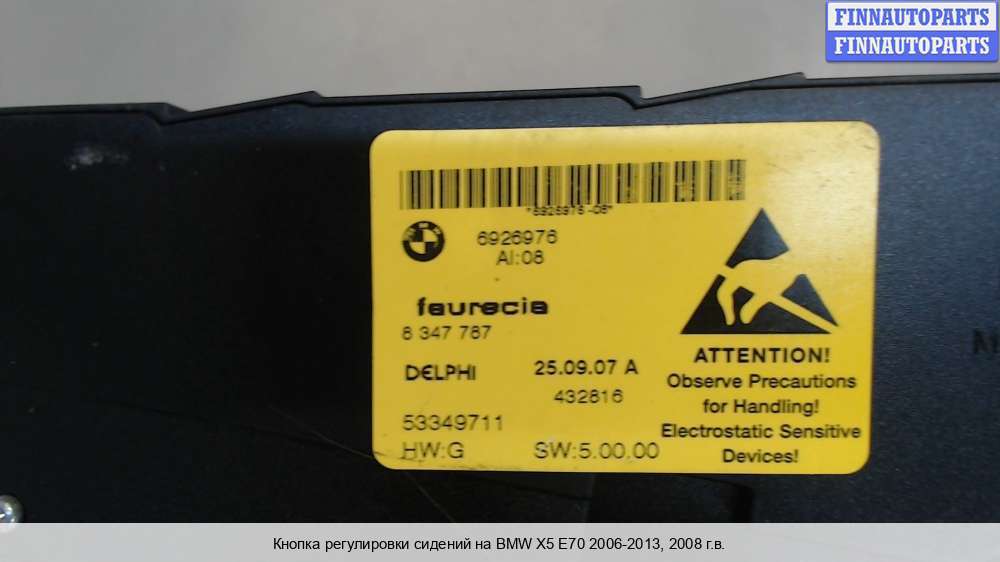 FINNAUTOPARTS
FINNAUTOPARTS
*6926976-08*
6926976
AI:08
faurecia
8 347 787
DELPHI
25.09.07 A
432816
53349711
HW:G
SW:5.00.00
ATTENTION!
Observe Precautions
for Handling!
Electrostatic Sensitive
Devices!
Кнопка регулировки сидений на BMW X5 E70 2006-2013, 2008 г.в.